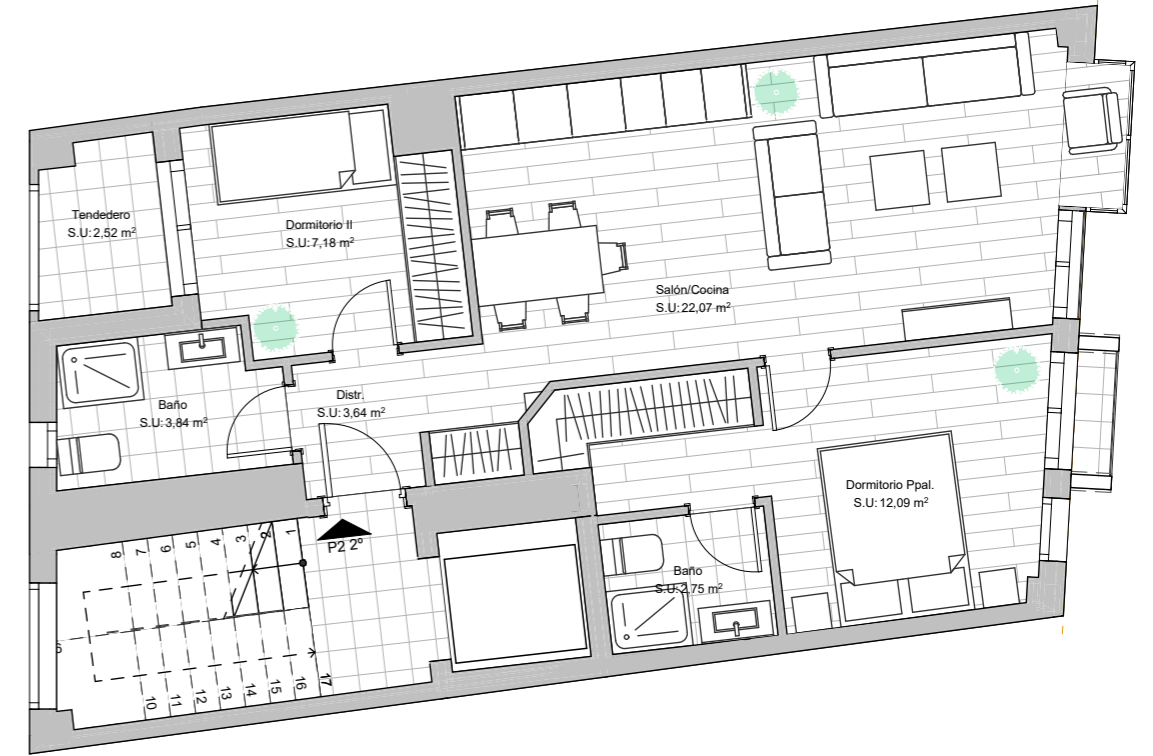 Tendedero
S.U: 2,52 m²
Dormitorio II
S.U: 7,18 m²
Salón/Cocina
S.U: 22,07 m²
Baño
S.U: 3,84 m²
Distr.
S.U: 3,64 m²
Dormitorio Ppal.
S.U: 12,09 m²
P2 2º
Baño
S.U: 2,75 m²
8
7
6
5
4
3
2
1
10
11
12
13
14
15
16
17